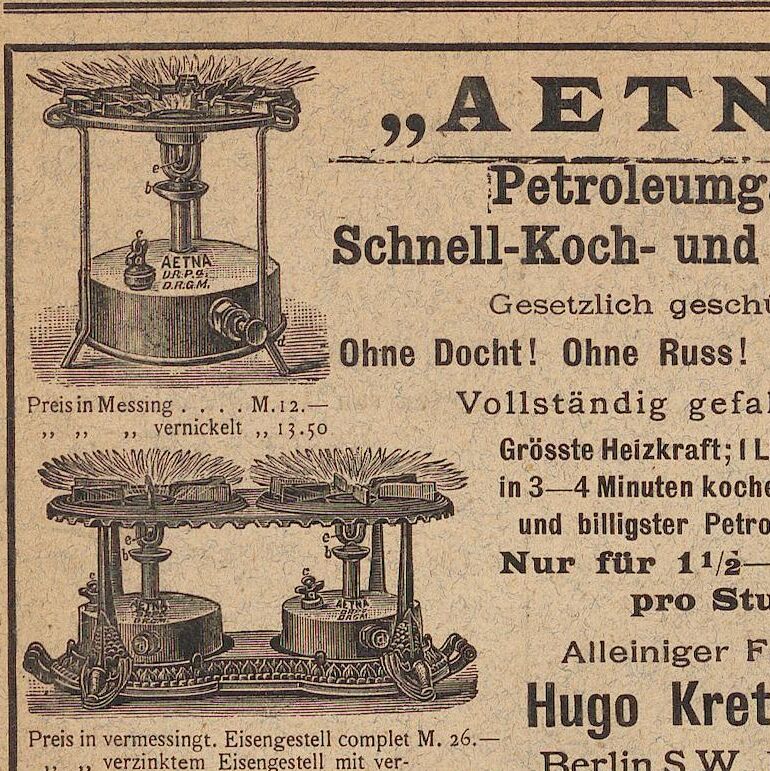 „AETN
Petroleumg
Schnell-Koch- und
Gesetzlich geschü
Ohne Docht! Ohne Russ!
Vollständig gefa
Grösste Heizkraft; 1 L
in 3—4 Minuten koche
und billigster Petro
Nur für 1½—
pro Stu
Alleiniger F
Hugo Kret
Berlin S.W.
e
b
AETNA
D.R.P.a.
D.R.G.M.
d
Preis in Messing . . . . M. 12.—
„ „ „ vernickelt „ 13.50
e
b
c
AETNA
e
b
c
AETNA
Preis in vermessingt. Eisengestell complet M. 26.—
„ „ verzinktem Eisengestell mit ver-